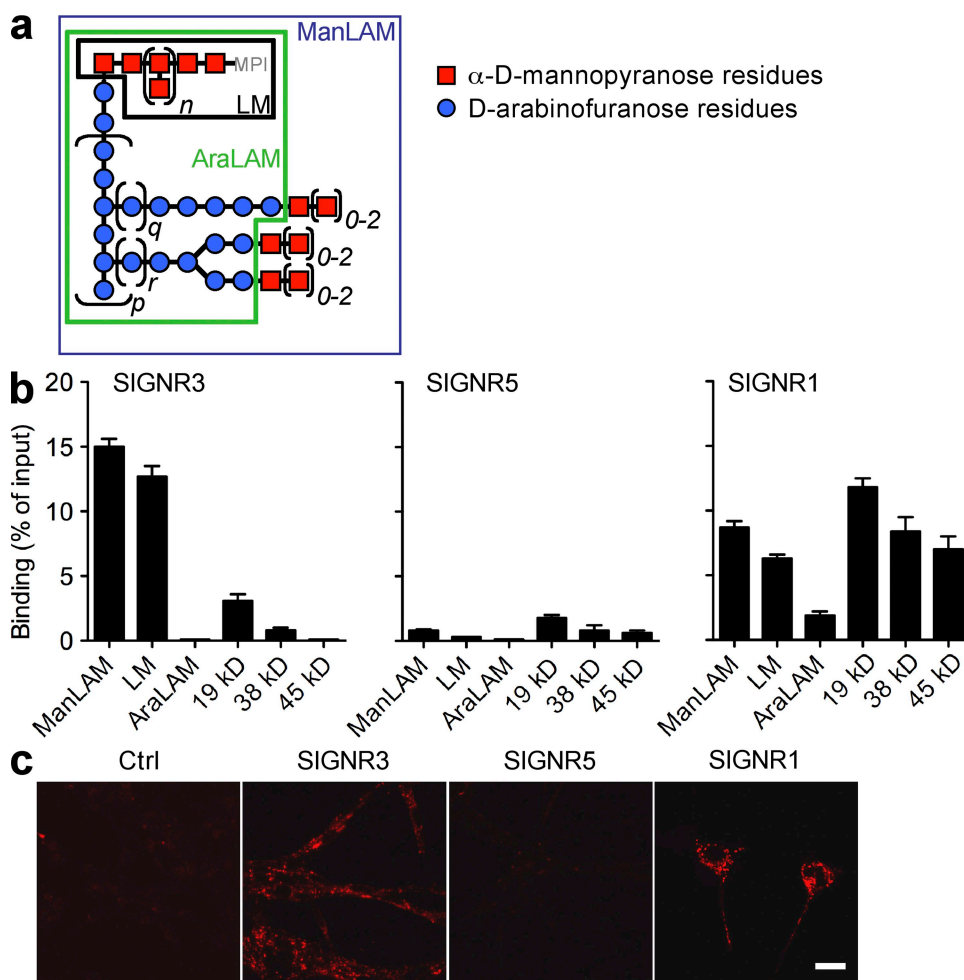 a
ManLAM
MPI
n
LM
AraLAM
q
0-2
r
0-2
0-2
p
α-D-mannopyranose residues
D-arabinofuranose residues
b
SIGNR3
SIGNR5
SIGNR1
Binding (% of input)
20
15
10
5
0
ManLAM
LM
AraLAM
19 kD
38 kD
45 kD
ManLAM
LM
AraLAM
19 kD
38 kD
45 kD
ManLAM
LM
AraLAM
19 kD
38 kD
45 kD
c
Ctrl
SIGNR3
SIGNR5
SIGNR1